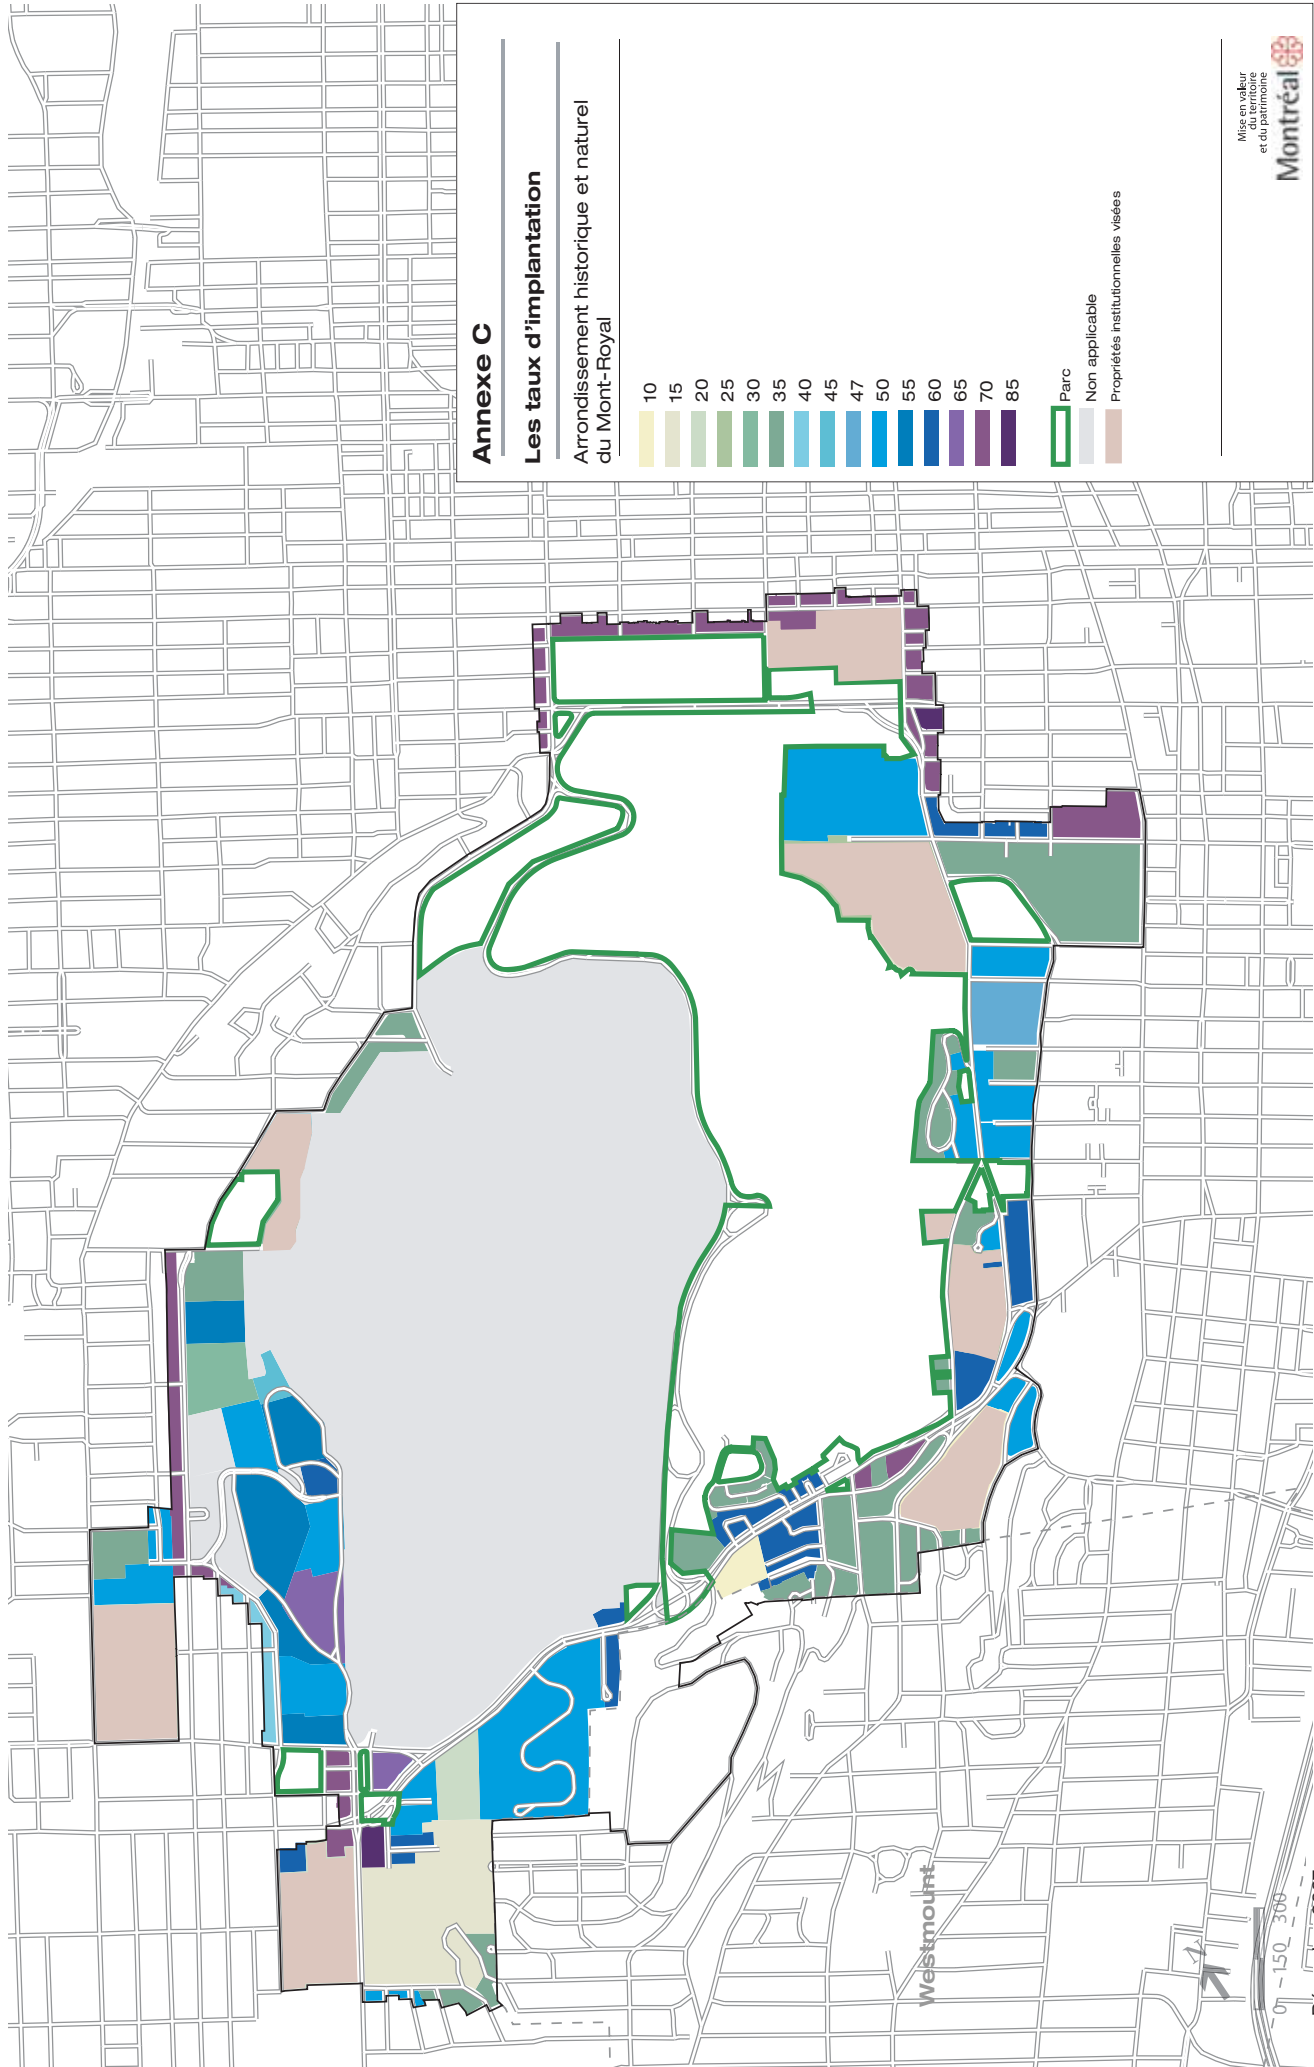 Annexe C
Les taux d'implantation
Arrondissement historique et naturel
du Mont-Royal
10
15
20
25
30
35
40
45
47
50
55
60
65
70
85
Parc
Non applicable
Propriétés institutionnelles visées
Mise en valeur
du territoire
et du patrimoine
Montréal
Westmount
N
0 150 300